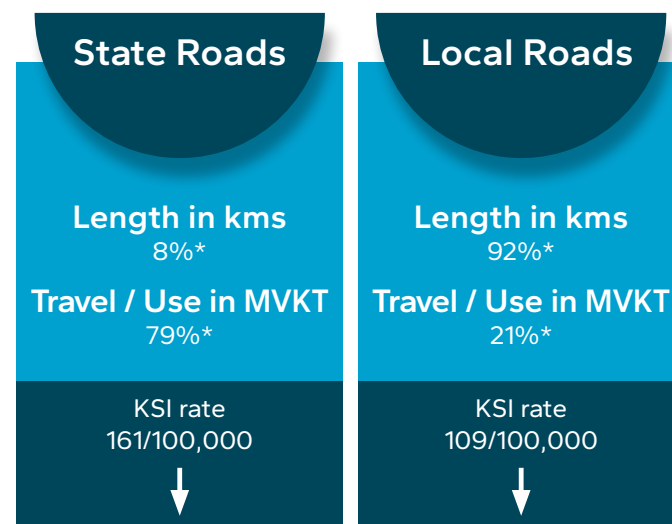 State Roads
Length in kms
8%*
Travel / Use in MVKT
79%*
KSI rate
161/100,000
Local Roads
Length in kms
92%*
Travel / Use in MVKT
21%*
KSI rate
109/100,000